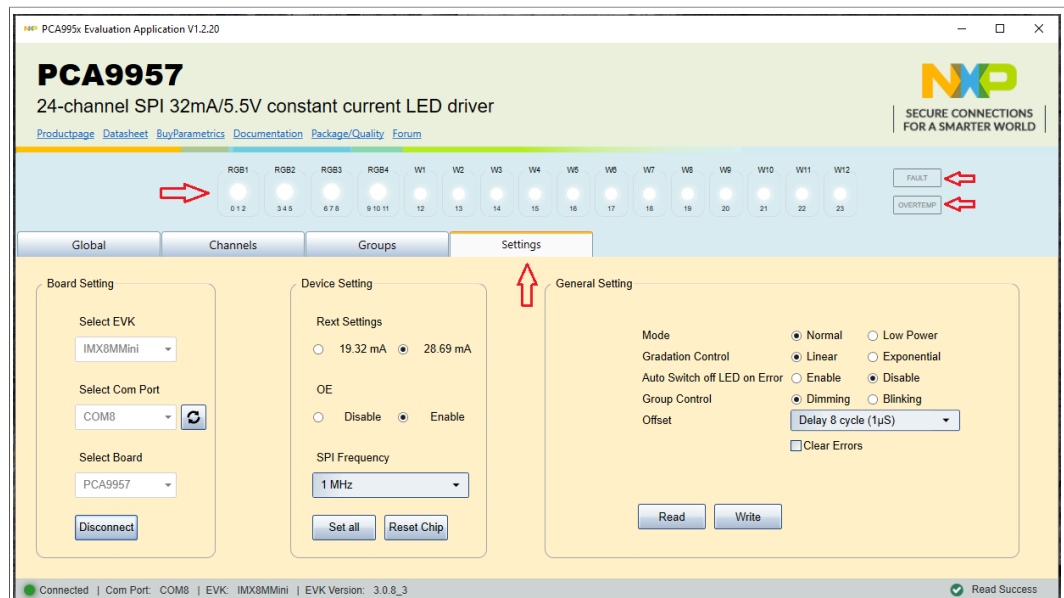 PCA995x Evaluation Application V1.2.20
PCA9957
24-channel SPI 32mA/5.5V constant current LED driver
Productpage Datasheet BuyParametrics Documentation Package/Quality Forum
NXP
SECURE CONNECTIONS
FOR A SMARTER WORLD
RGB1 RGB2 RGB3 RGB4 W1 W2 W3 W4 W5 W6 W7 W8 W9 W10 W11 W12
0 1 2 3 4 5 6 7 8 9 10 11 12 13 14 15 16 17 18 19 20 21 22 23
FAULT
OVERTEMP
Global Channels Groups Settings
Board Setting
Select EVK
IMX8MMini
Select Com Port
COM8
Select Board
PCA9957
Disconnect
Device Setting
Rext Settings
19.32 mA 28.69 mA
OE
Disable Enable
SPI Frequency
1 MHz
Set all Reset Chip
General Setting
Mode Normal Low Power
Gradation Control Linear Exponential
Auto Switch off LED on Error Enable Disable
Group Control Dimming Blinking
Offset Delay 8 cycle (1µS)
Clear Errors
Read Write
Connected | Com Port: COM8 | EVK: IMX8MMini | EVK Version: 3.0.8_3
Read Success